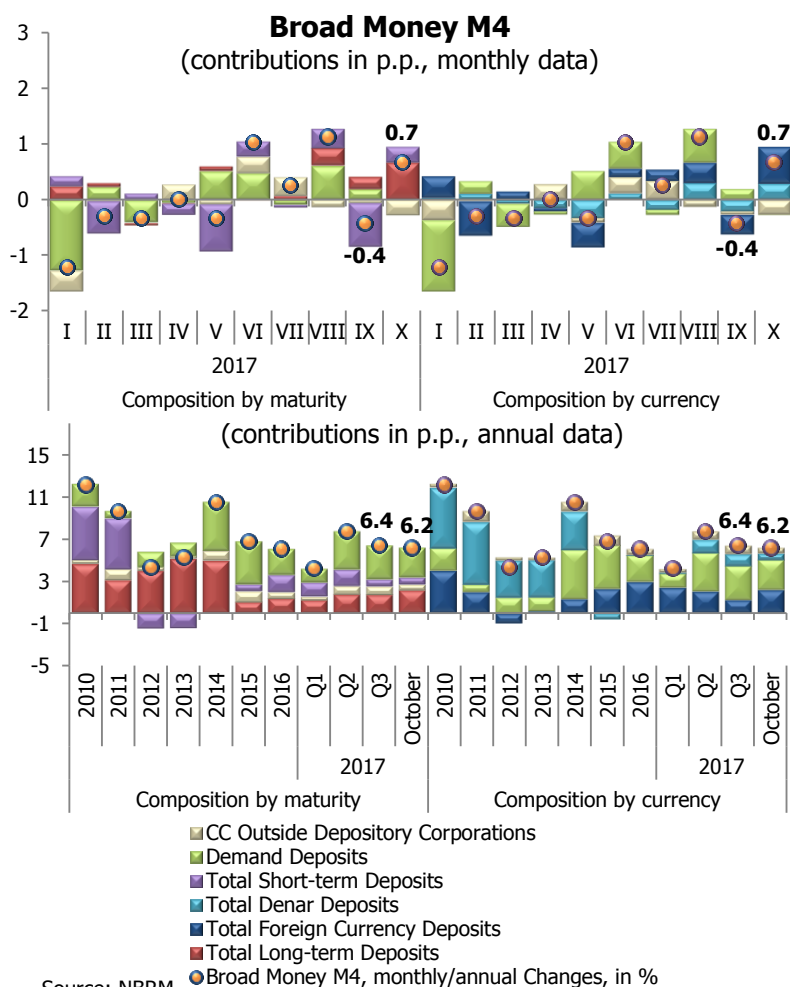 Broad Money M4
(contributions in p.p., monthly data)
3
2
1
0
-1
-2
0.7
-0.4
0.7
-0.4
I II III IV V VI VII VIII IX X I II III IV V VI VII VIII IX X
2017 2017
Composition by maturity Composition by currency
(contributions in p.p., annual data)
15
11
7
3
-1
-5
6.4 6.2 6.4 6.2
2010 2011 2012 2013 2014 2015 2016 Q1 Q2 Q3 October 2010 2011 2012 2013 2014 2015 2016 Q1 Q2 Q3 October
2017 2017
Composition by maturity Composition by currency
CC Outside Depository Corporations
Demand Deposits
Total Short-term Deposits
Total Denar Deposits
Total Foreign Currency Deposits
Total Long-term Deposits
Broad Money M4, monthly/annual Changes, in %
Source: NBRM